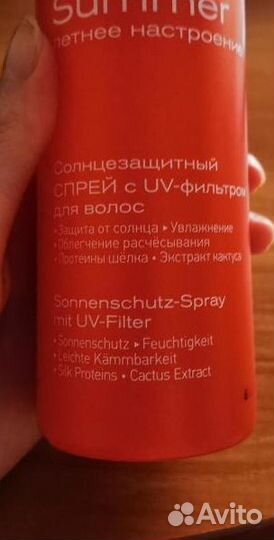 Summer
летнее настроение
Солнцезащитный
СПРЕЙ с UV-фильтром
для волос
• Защита от солнца ▸ Увлажнение
• Облегчение расчёсывания
• Протеины шёлка • Экстракт кактуса
Sonnenschutz-Spray
mit UV-Filter
• Sonnenschutz ▸ Feuchtigkeit
• Leichte Kämmbarkeit
• Silk Proteins • Cactus Extract
Avito